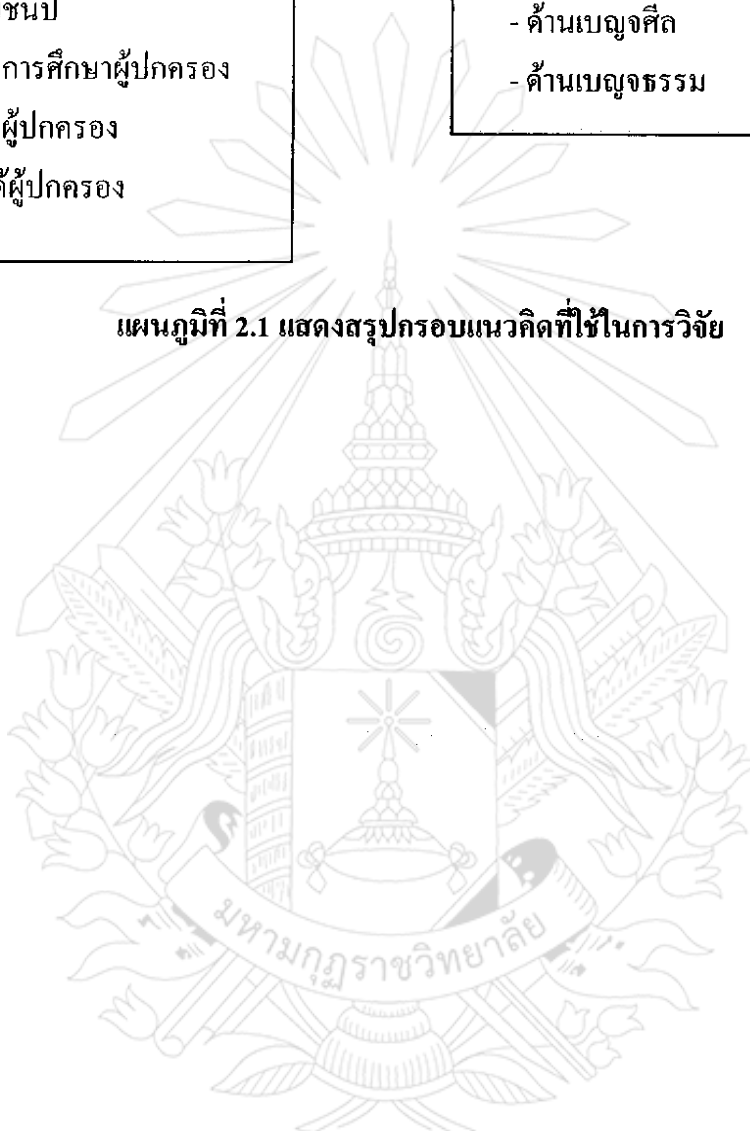 การศึกษาผู้ปกครอง
ผู้ปกครอง
ผู้ปกครอง
- ด้านเบญจศีล
- ด้านเบญจธรรม
แผนภูมิที่ 2.1 แสดงสรุปกรอบแนวคิดที่ใช้ในการวิจัย
มหามกุฏราชวิทยาลัย